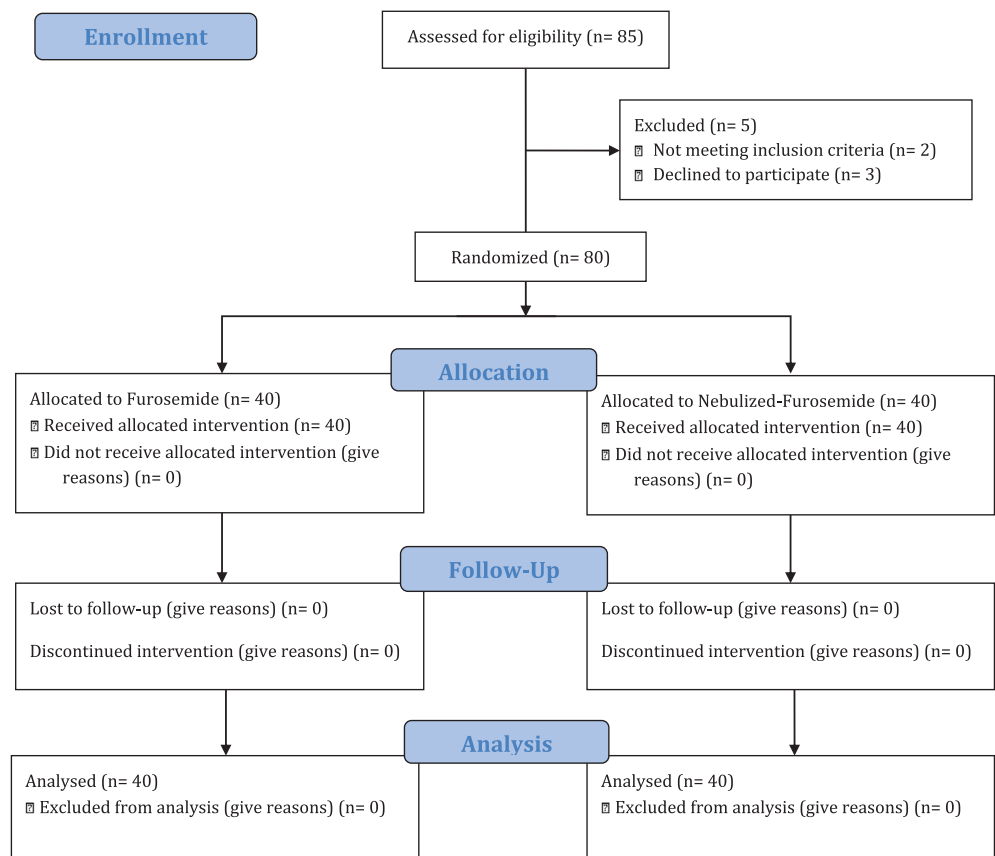 Enrollment
Assessed for eligibility (n= 85)
Excluded (n= 5)
Not meeting inclusion criteria (n= 2)
Declined to participate (n= 3)
Randomized (n= 80)
Allocation
Allocated to Furosemide (n= 40)
Received allocated intervention (n= 40)
Did not receive allocated intervention (give
reasons) (n= 0)
Allocated to Nebulized-Furosemide (n= 40)
Received allocated intervention (n= 40)
Did not receive allocated intervention (give
reasons) (n= 0)
Follow-Up
Lost to follow-up (give reasons) (n= 0)
Discontinued intervention (give reasons) (n= 0)
Lost to follow-up (give reasons) (n= 0)
Discontinued intervention (give reasons) (n= 0)
Analysis
Analysed (n= 40)
Excluded from analysis (give reasons) (n= 0)
Analysed (n= 40)
Excluded from analysis (give reasons) (n= 0)